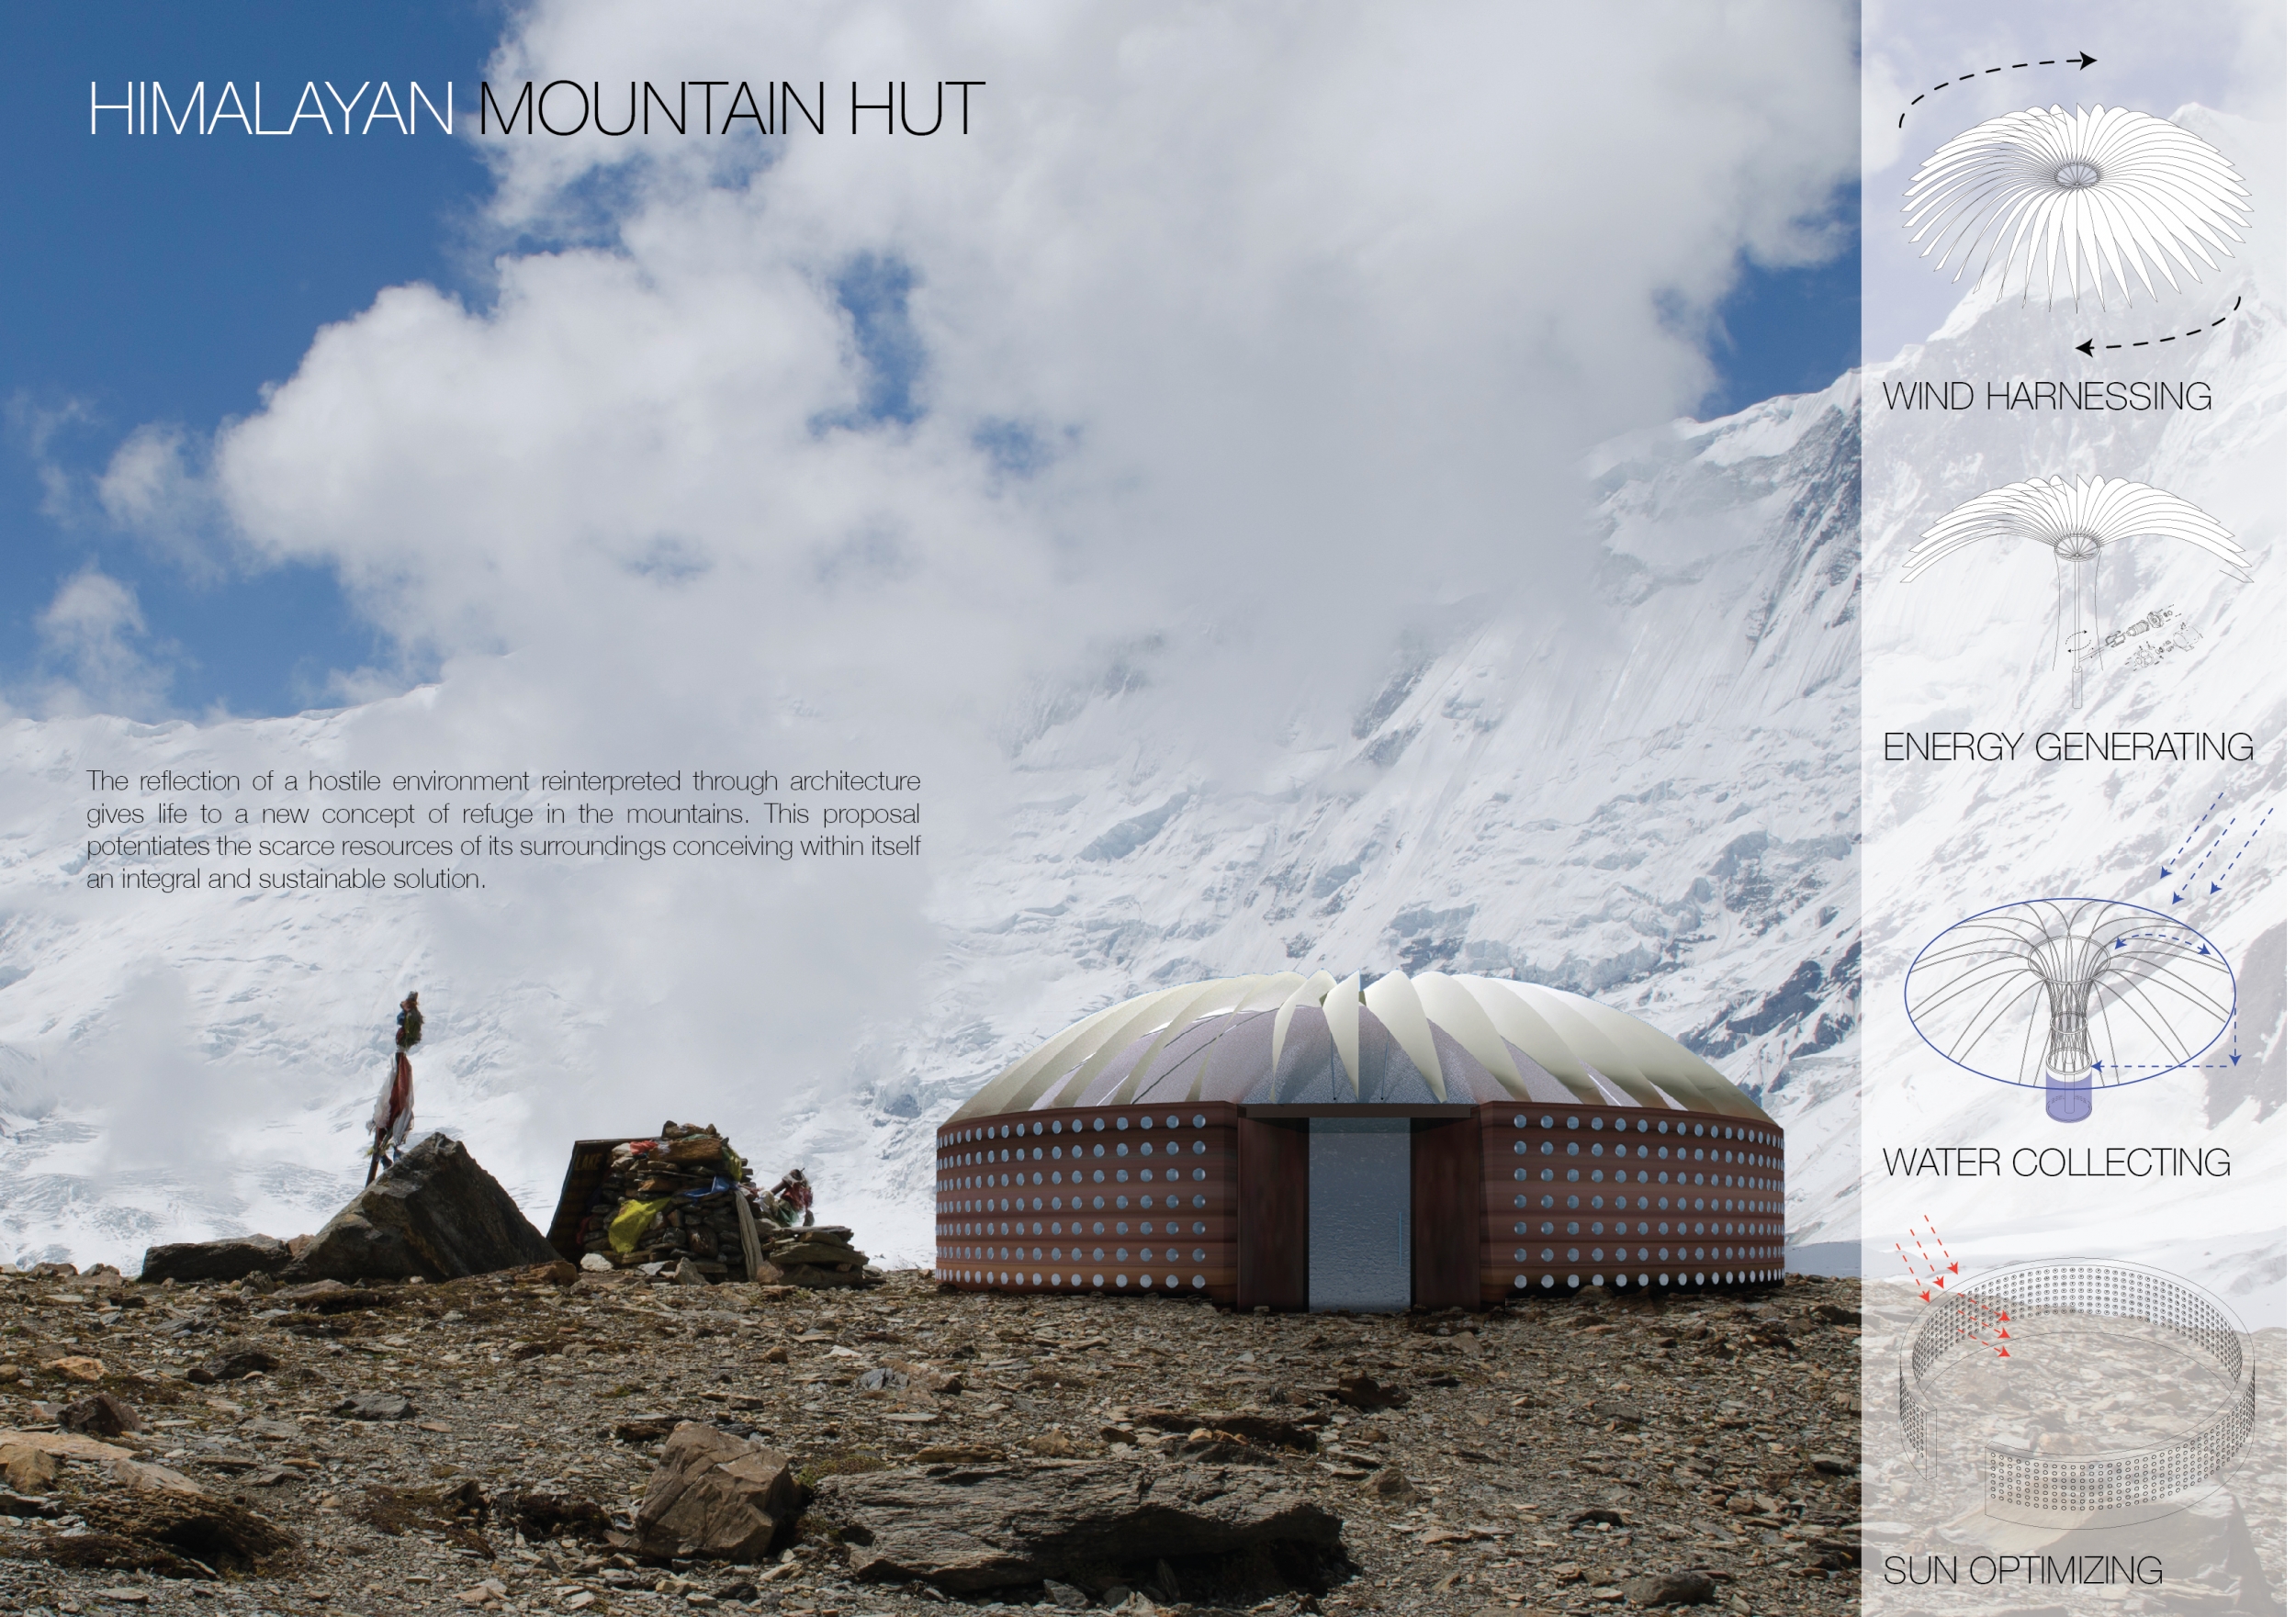 HIMALAYAN MOUNTAIN HUT
The reflection of a hostile environment reinterpreted through architecture
gives life to a new concept of refuge in the mountains. This proposal
potentiates the scarce resources of its surroundings conceiving within itself
an integral and sustainable solution.
LAKE
WIND HARNESSING
ENERGY GENERATING
WATER COLLECTING
SUN OPTIMIZING